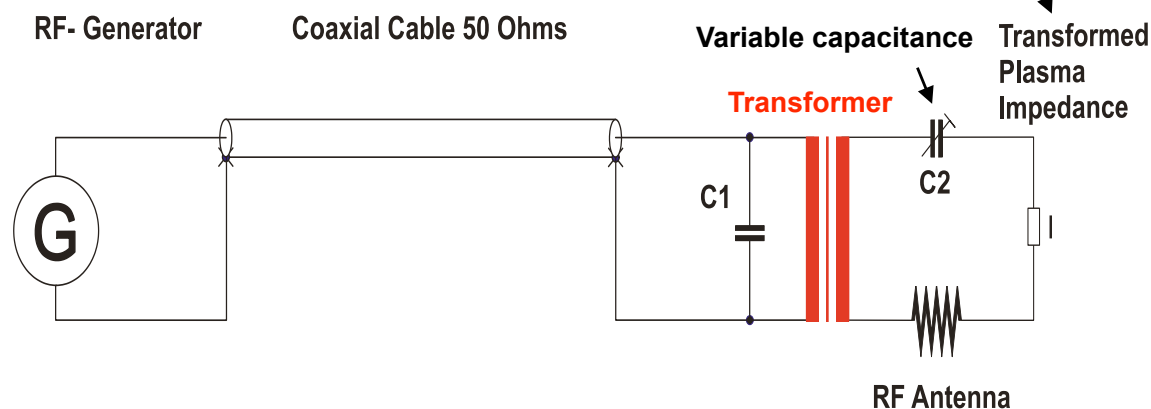 RF- Generator
Coaxial Cable 50 Ohms
Variable capacitance
Transformed
Plasma
Impedance
Transformer
C1
C2
G
I
RF Antenna